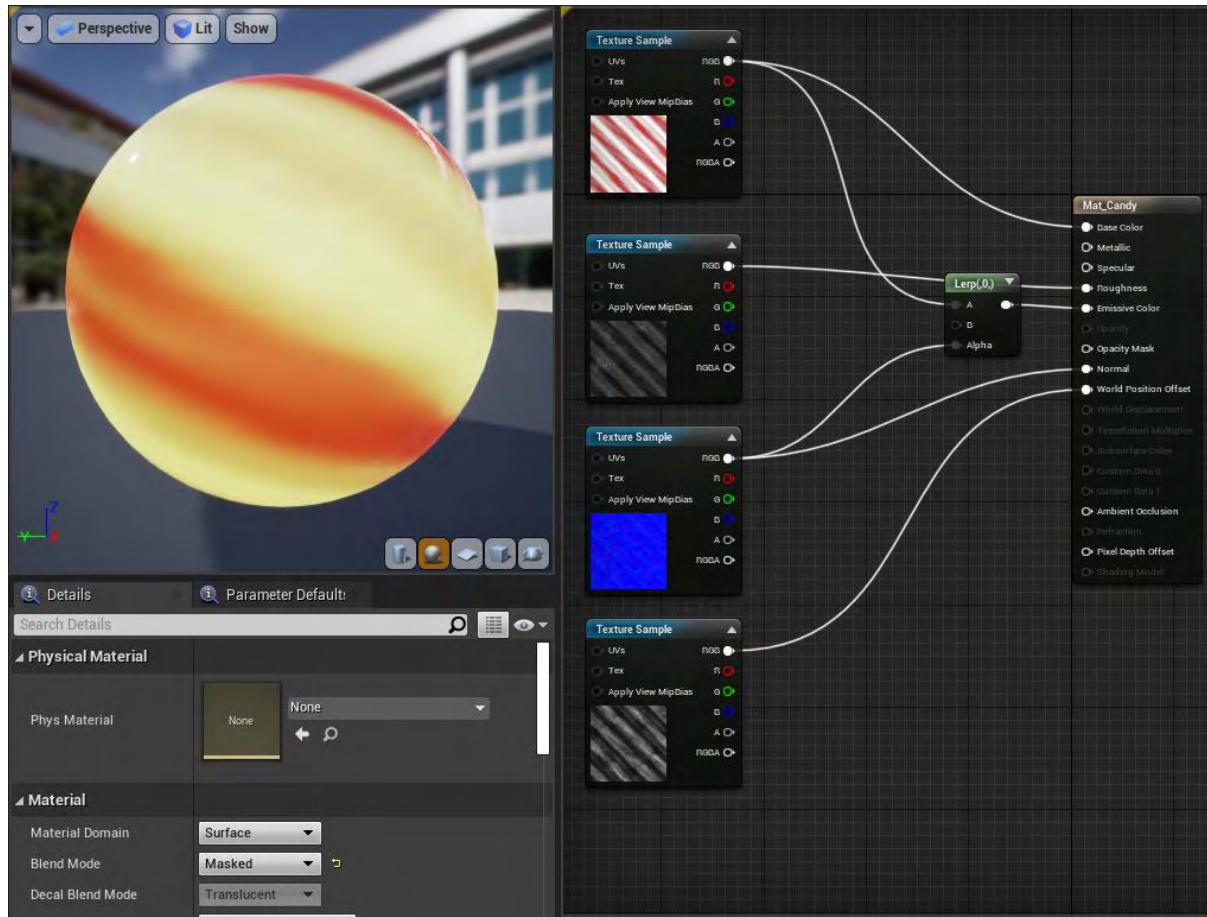 Perspective
Lit
Show
Z
Y
Details
Parameter Defaults
Search Details
Physical Material
Phys Material
None
None
Material
Material Domain
Surface
Blend Mode
Masked
Decal Blend Mode
Translucent
Texture Sample
UVs
RGB
Tex
R
Apply View MipBias
G
B
A
RGBA
Texture Sample
UVs
RGB
Tex
R
Apply View MipBias
G
B
A
RGBA
Texture Sample
UVs
RGB
Tex
R
Apply View MipBias
G
B
A
RGBA
Texture Sample
UVs
RGB
Tex
R
Apply View MipBias
G
B
A
RGBA
Lerp(,0,)
A
B
Alpha
Mat_Candy
Base Color
Metallic
Specular
Roughness
Emissive Color
Opacity
Opacity Mask
Normal
World Position Offset
World Displacement
Tessellation Multiplier
Subsurface Color
Custom Data 0
Custom Data 1
Ambient Occlusion
Refraction
Pixel Depth Offset
Shading Model